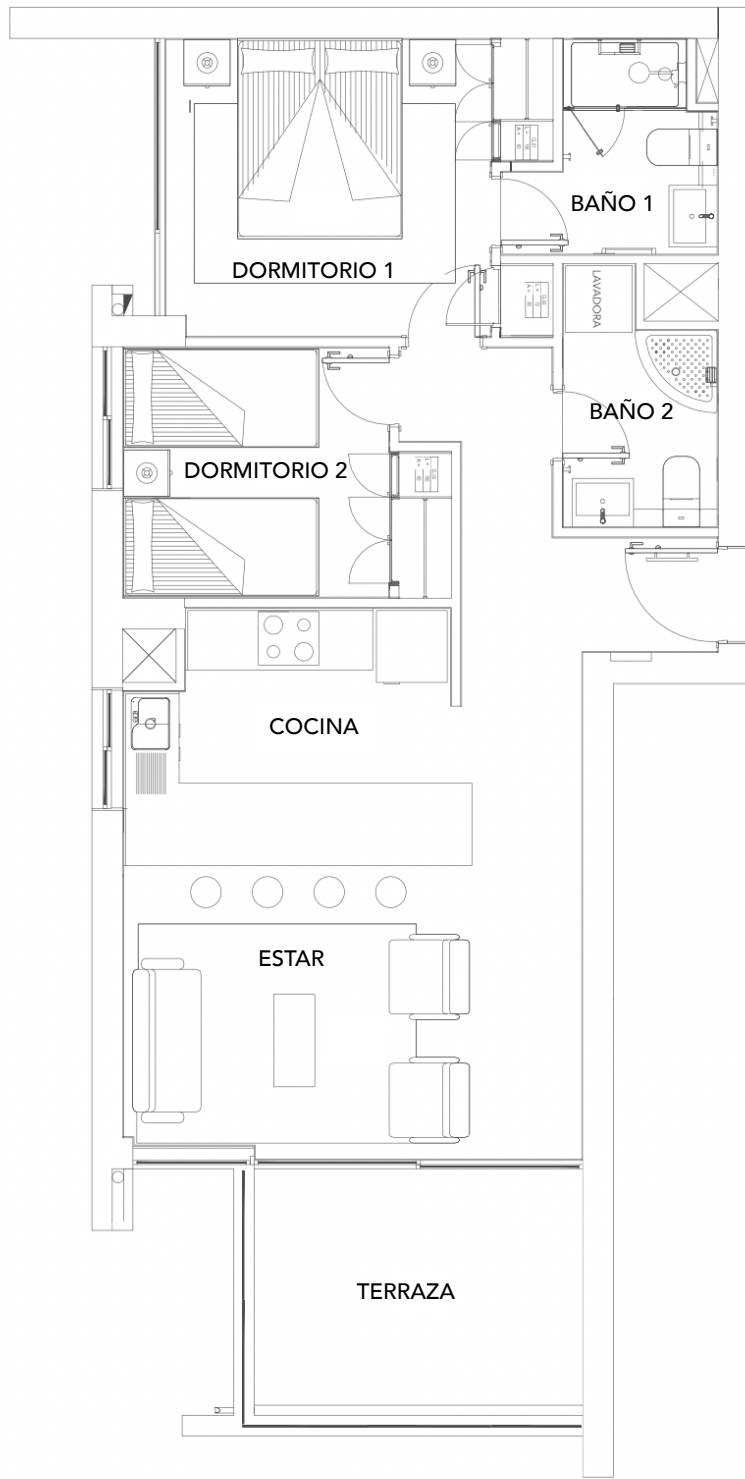 BAÑO 1
DORMITORIO 1
LAVADORA
BAÑO 2
DORMITORIO 2
COCINA
ESTAR
TERRAZA